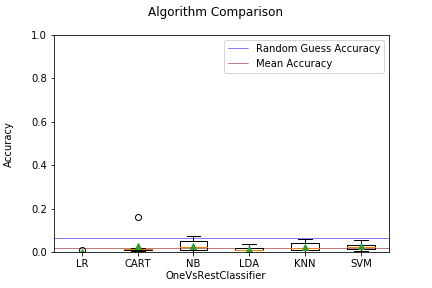 Algorithm Comparison
Random Guess Accuracy
Mean Accuracy
Accuracy
1.0
0.8
0.6
0.4
0.2
0.0
LR CART NB LDA KNN SVM
OneVsRestClassifier